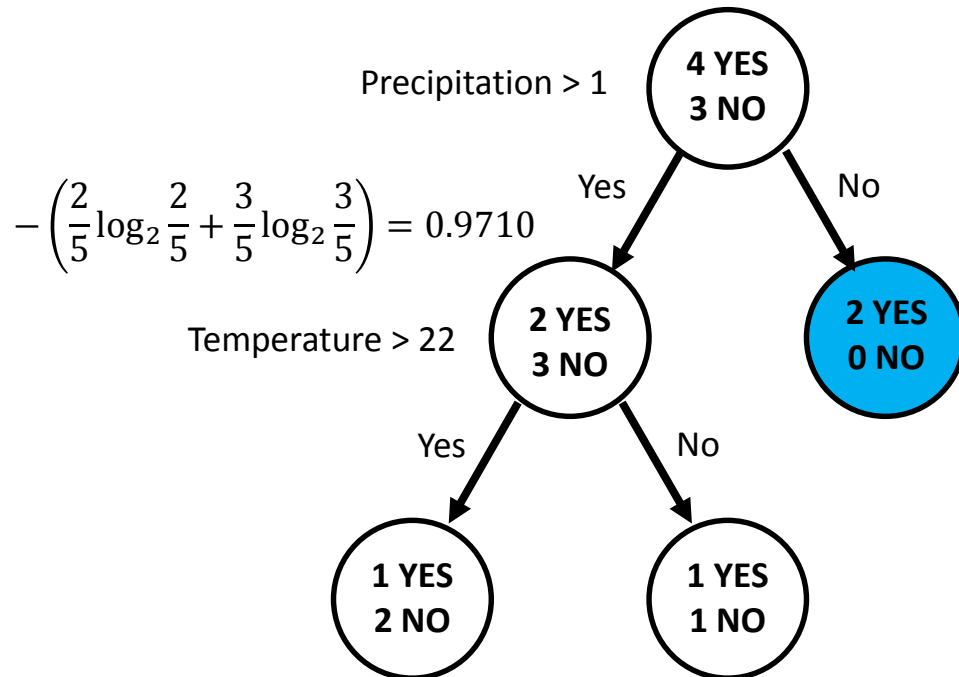 4 YES
3 NO
Precipitation > 1
Yes
No
−(2/5 log₂ 2/5 + 3/5 log₂ 3/5) = 0.9710
2 YES
3 NO
2 YES
0 NO
Temperature > 22
Yes
No
1 YES
2 NO
1 YES
1 NO